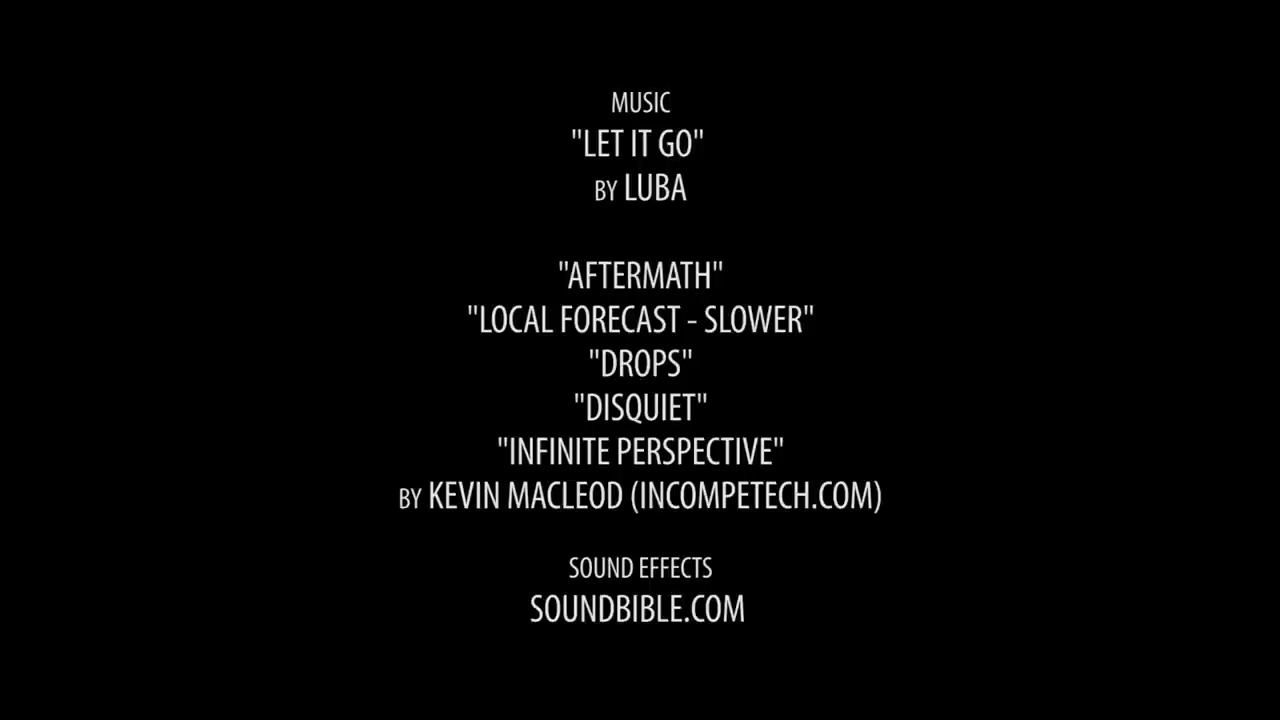 MUSIC
"LET IT GO"
BY LUBA
"AFTERMATH"
"LOCAL FORECAST - SLOWER"
"DROPS"
"DISQUIET"
"INFINITE PERSPECTIVE"
BY KEVIN MACLEOD (INCOMPETECH.COM)
SOUND EFFECTS
SOUNDBIBLE.COM